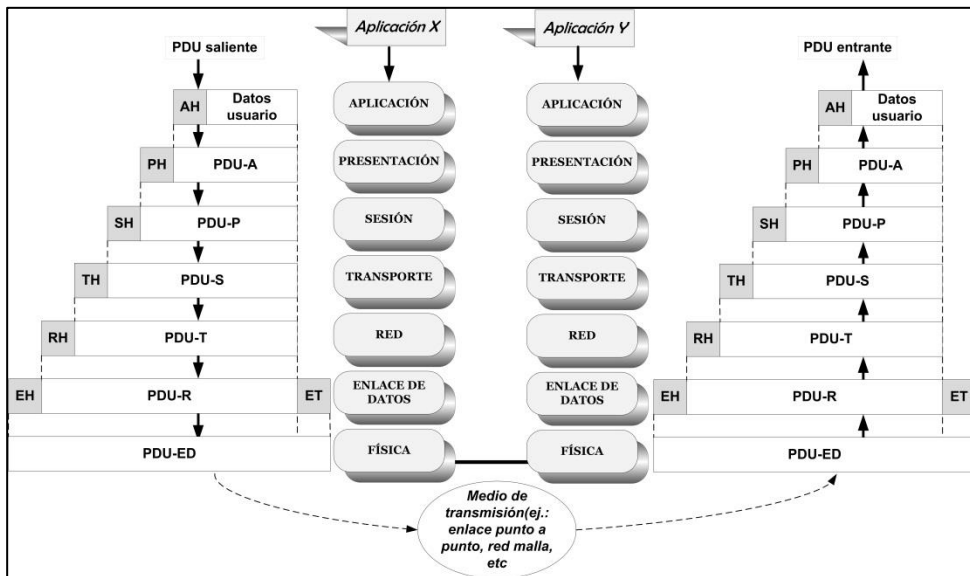 PDU saliente
AH
Datos
usuario
PH
PDU-A
SH
PDU-P
TH
PDU-S
RH
PDU-T
EH
PDU-R
ET
PDU-ED
Aplicación X
APLICACIÓN
PRESENTACIÓN
SESIÓN
TRANSPORTE
RED
ENLACE DE
DATOS
FÍSICA
Aplicación Y
APLICACIÓN
PRESENTACIÓN
SESIÓN
TRANSPORTE
RED
ENLACE DE
DATOS
FÍSICA
PDU entrante
AH
Datos
usuario
PH
PDU-A
SH
PDU-P
TH
PDU-S
RH
PDU-T
EH
PDU-R
ET
PDU-ED
Medio de
transmisión(ej.:
enlace punto a
punto, red malla,
etc